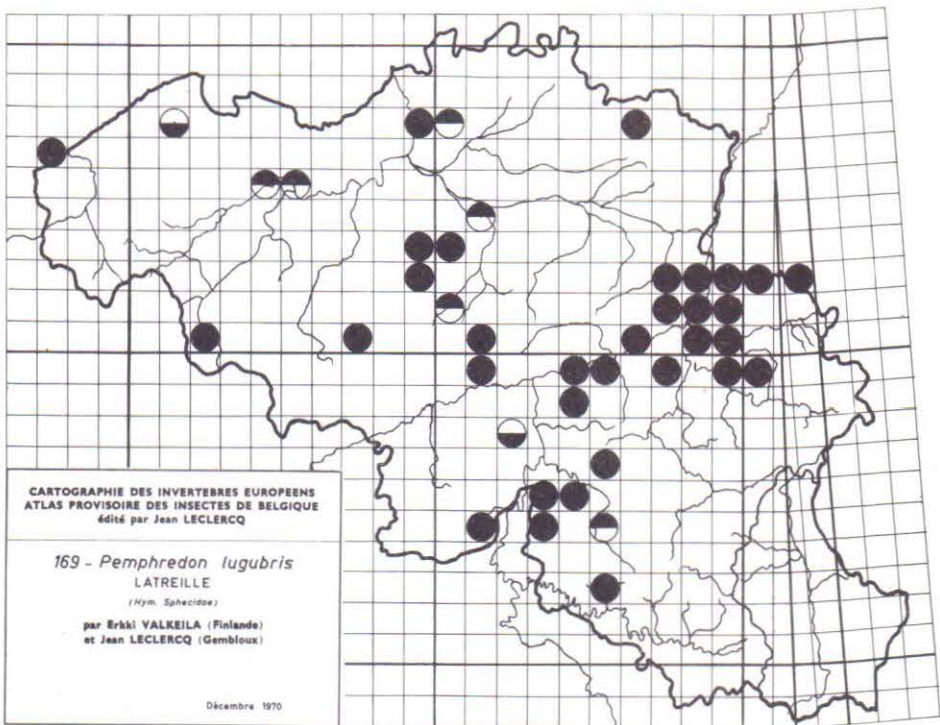 CARTOGRAPHIE DES INVERTEBRES EUROPEENS
ATLAS PROVISOIRE DES INSECTES DE BELGIQUE
édité par Jean LECLERCQ
169 - Pemphredon lugubris
LATREILLE
(Hym. Sphecidae)
par Erkki VALKEILA (Finlande)
et Jean LECLERCQ (Gembloux)
Décembre 1970